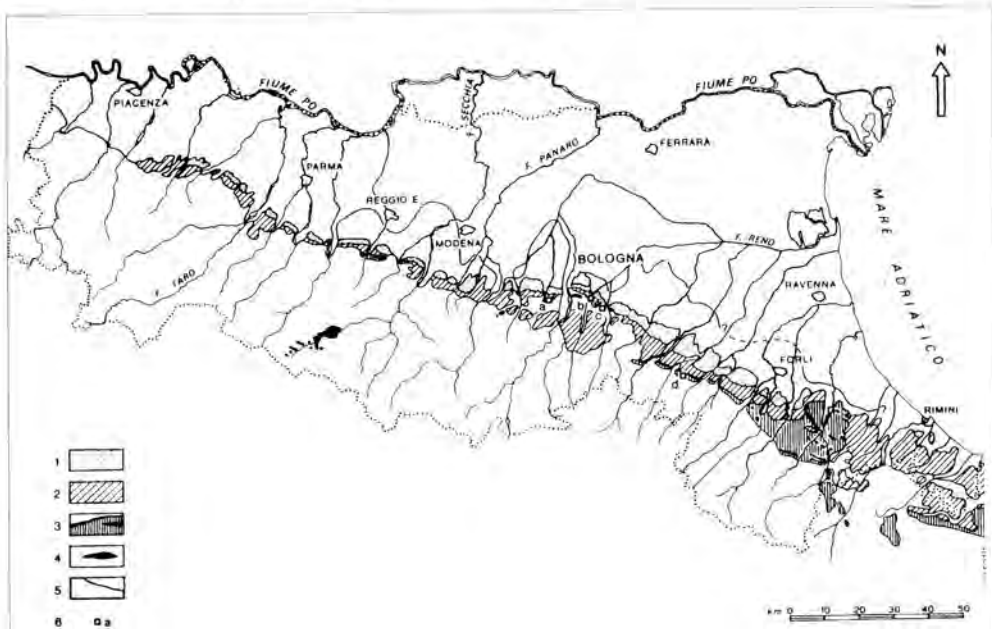 N
FIUME PO
FIUME PO
PIACENZA
F. SECCHIA
F. PANARO
FERRARA
PARMA
REGGIO E.
MODENA
BOLOGNA
F. RENO
MARE ADRIATICO
F. TARO
RAVENNA
a
b
c
FORLI
d
RIMINI
1
2
3
4
5
6 a
km 0 10 20 30 40 50